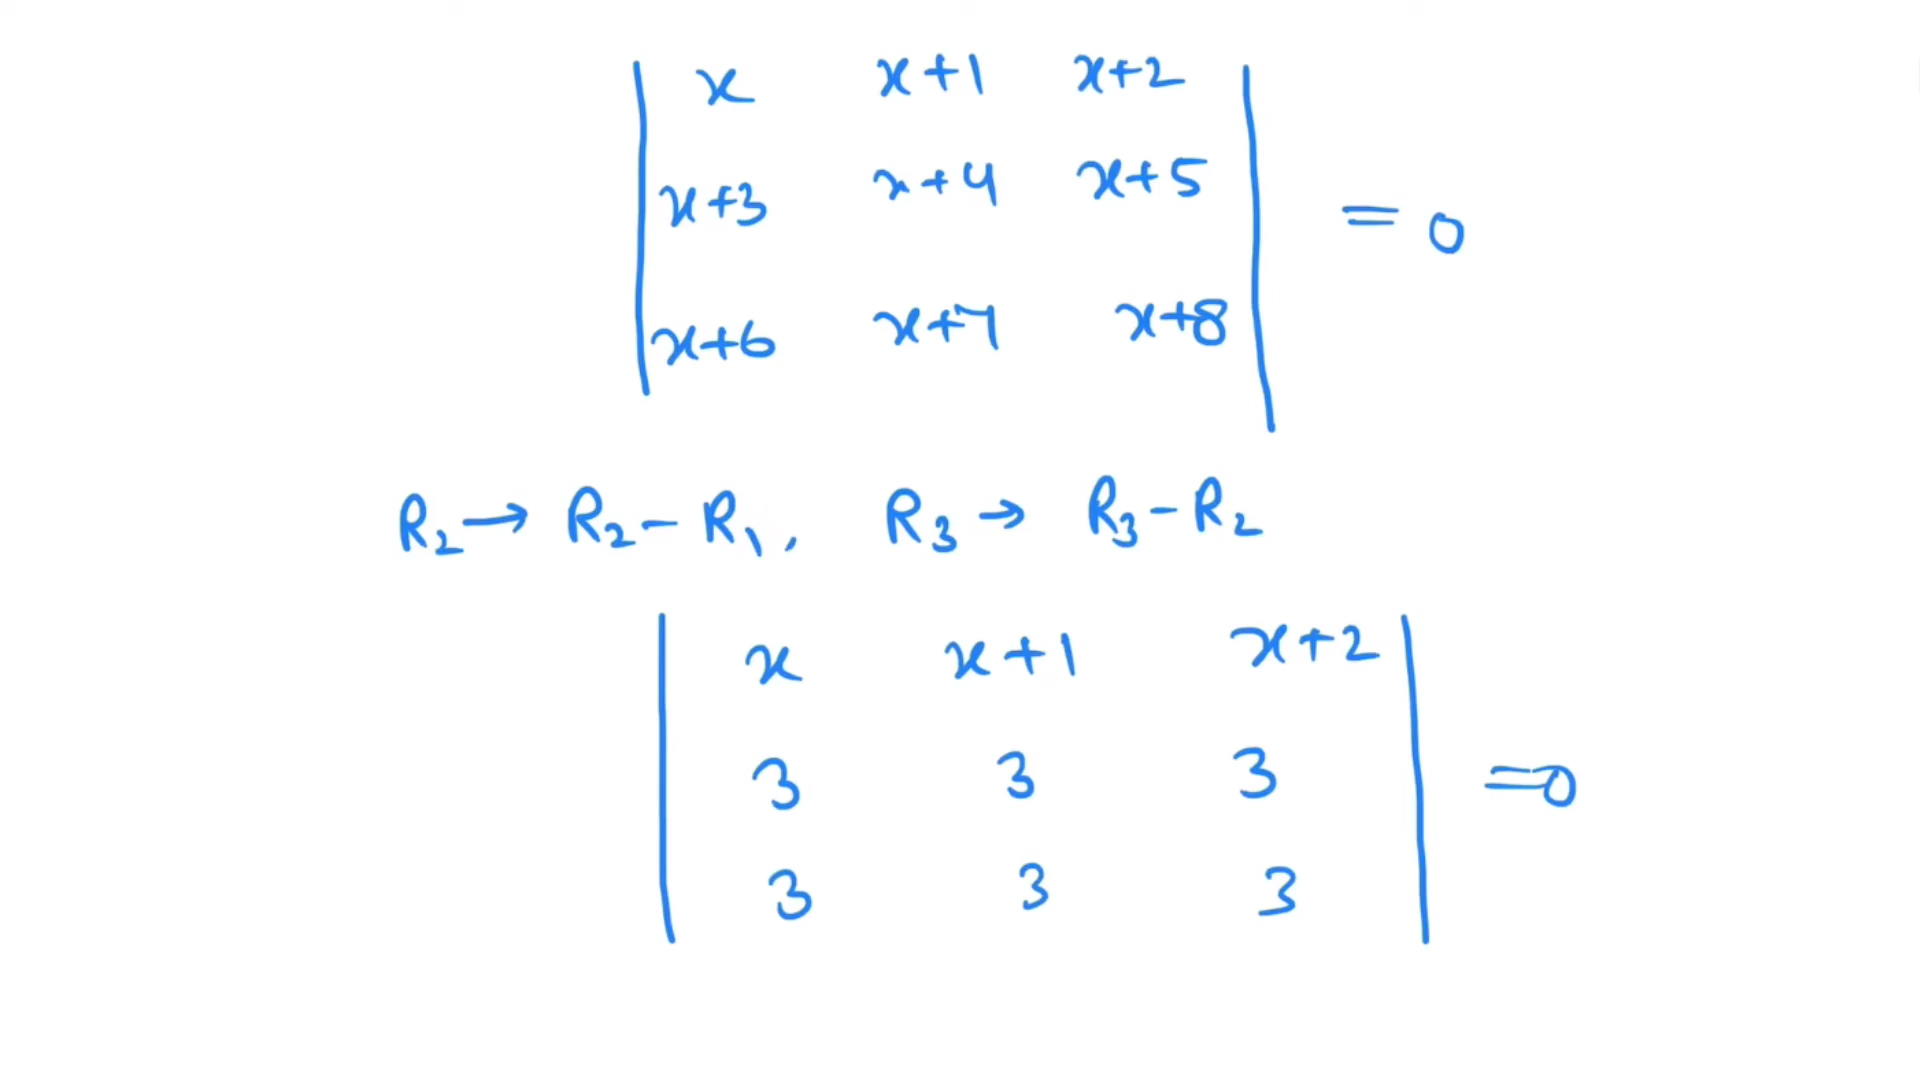 x x+1 x+2
x+3 x+4 x+5 = 0
x+6 x+7 x+8
R₂ → R₂ - R₁, R₃ → R₃ - R₂
x x+1 x+2
3 3 3 =0
3 3 3